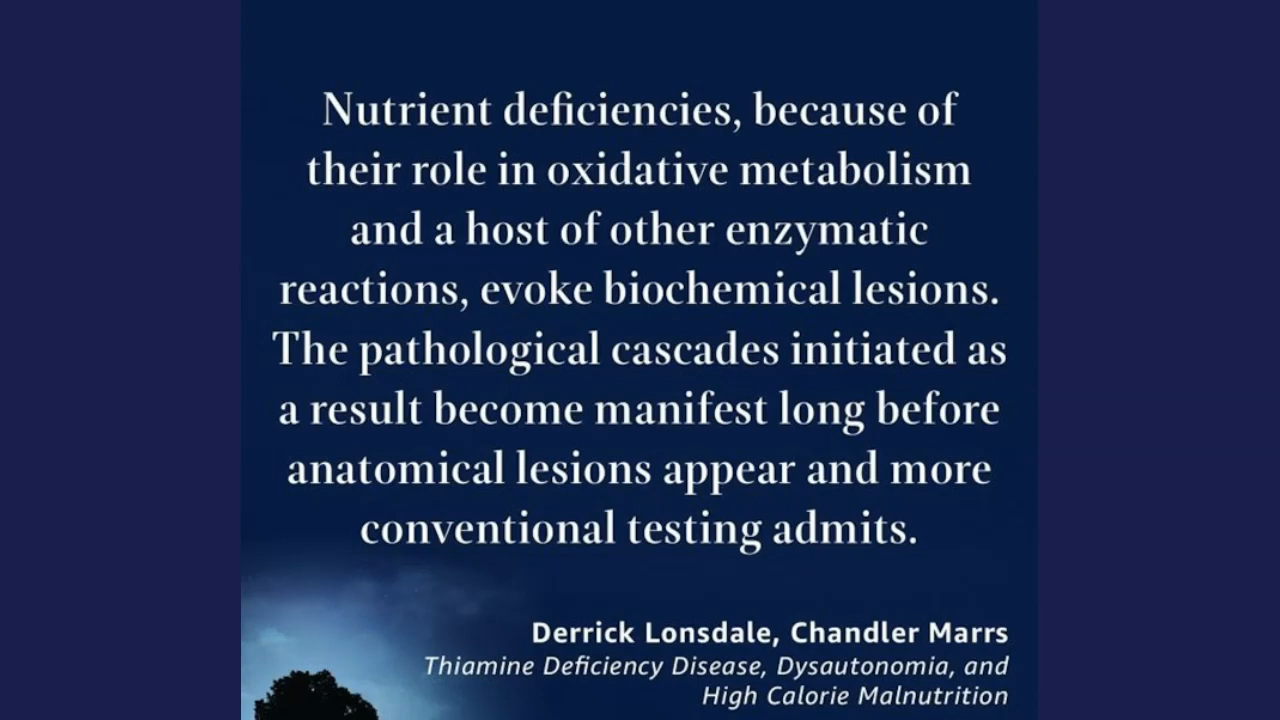 Nutrient deficiencies, because of
their role in oxidative metabolism
and a host of other enzymatic
reactions, evoke biochemical lesions.
The pathological cascades initiated as
a result become manifest long before
anatomical lesions appear and more
conventional testing admits.
Derrick Lonsdale, Chandler Marrs
Thiamine Deficiency Disease, Dysautonomia, and
High Calorie Malnutrition